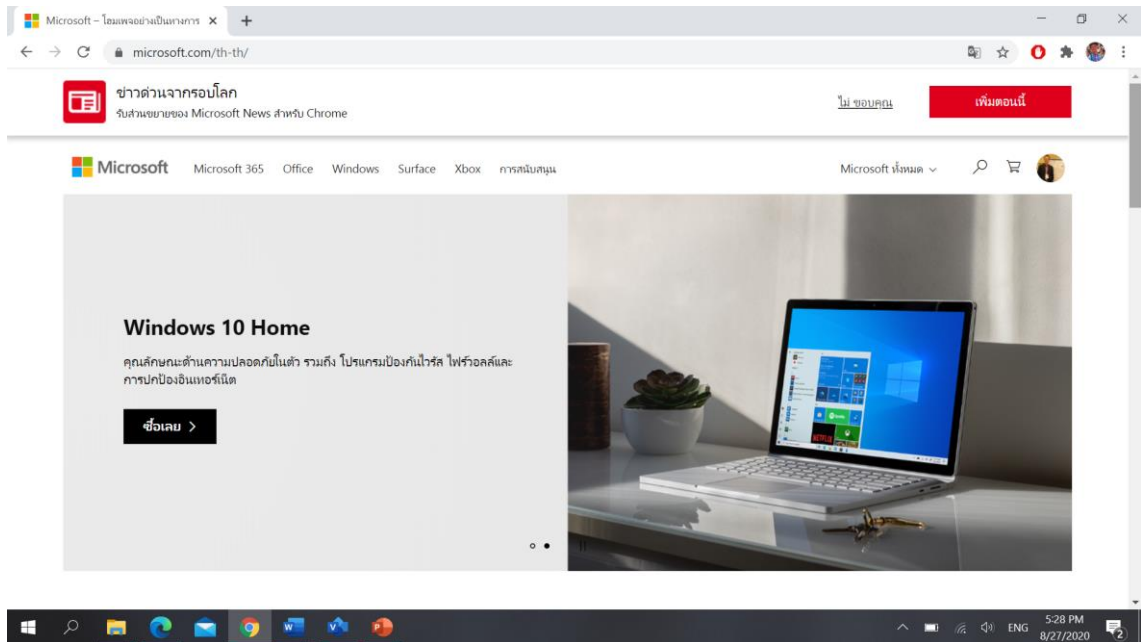 Microsoft – โฮมเพจอย่างเป็นทางการ
microsoft.com/th-th/
ข่าวด่วนจากรอบโลก
รับส่วนขยายของ Microsoft News สำหรับ Chrome
ไม่ ขอบคุณ
เพิ่มตอนนี้
Microsoft Microsoft 365 Office Windows Surface Xbox การสนับสนุน Microsoft ทั้งหมด
Windows 10 Home
คุณลักษณะด้านความปลอดภัยในตัว รวมถึง โปรแกรมป้องกันไวรัส ไฟร์วอลล์และ
การปกป้องอินเทอร์เน็ต
ซื้อเลย
NETFLIX
ENG
5:28 PM
8/27/2020
2